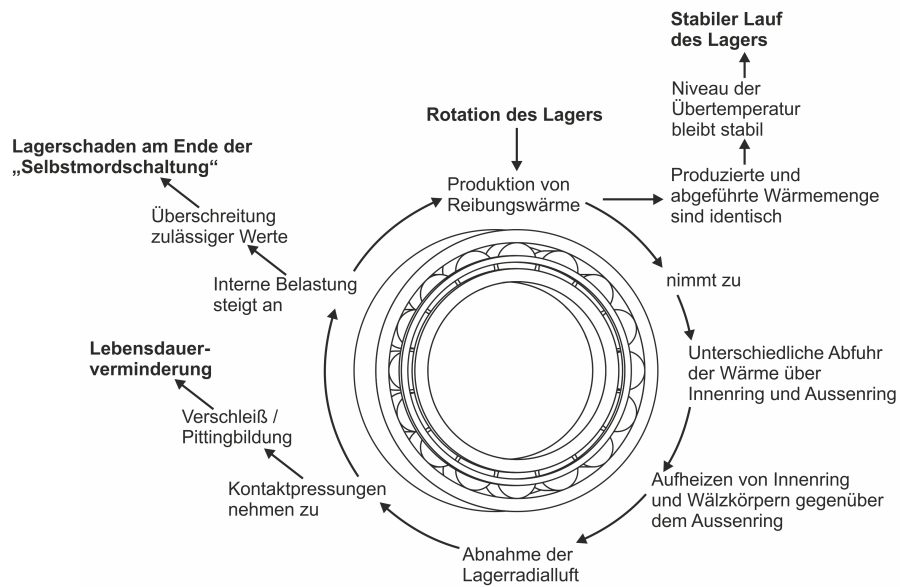 Stabiler Lauf
des Lagers
Niveau der
Übertemperatur
bleibt stabil
Rotation des Lagers
Lagerschaden am Ende der
„Selbstmordschaltung“
Produktion von
Reibungswärme
Produzierte und
abgeführte Wärmemenge
sind identisch
Überschreitung
zulässiger Werte
Interne Belastung
steigt an
nimmt zu
Lebensdauer-
verminderung
Unterschiedliche Abfuhr
der Wärme über
Innenring und Aussenring
Verschleiß /
Pittingbildung
Kontaktpressungen
nehmen zu
Aufheizen von Innenring
und Wälzkörpern gegenüber
dem Aussenring
Abnahme der
Lagerradialluft